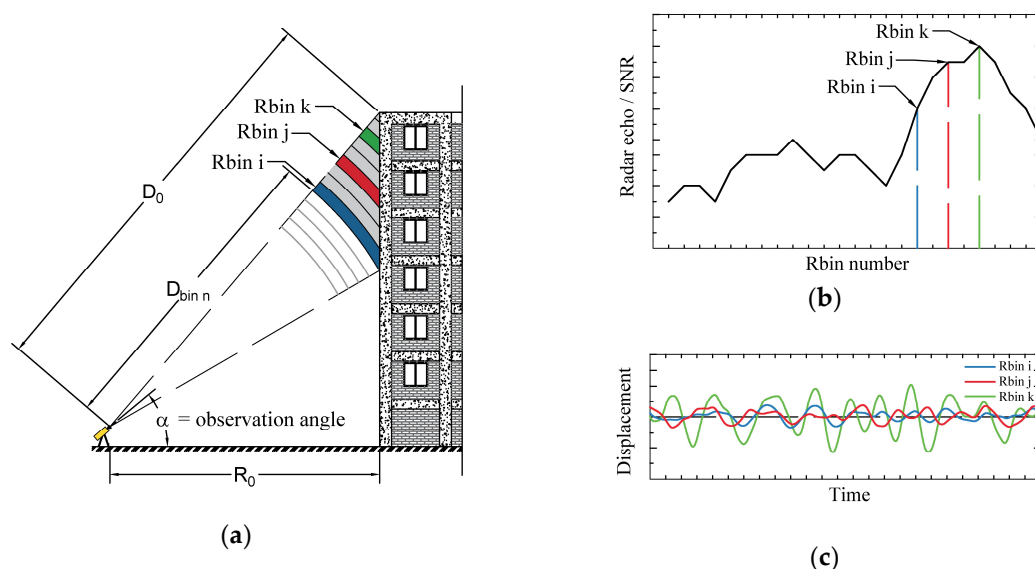 Rbin k
Rbin j
Rbin i
D0
Dbin n
α = observation angle
R0
(a)
Radar echo / SNR
Rbin k
Rbin j
Rbin i
Rbin number
(b)
Displacement
Rbin i
Rbin j
Rbin k
Time
(c)